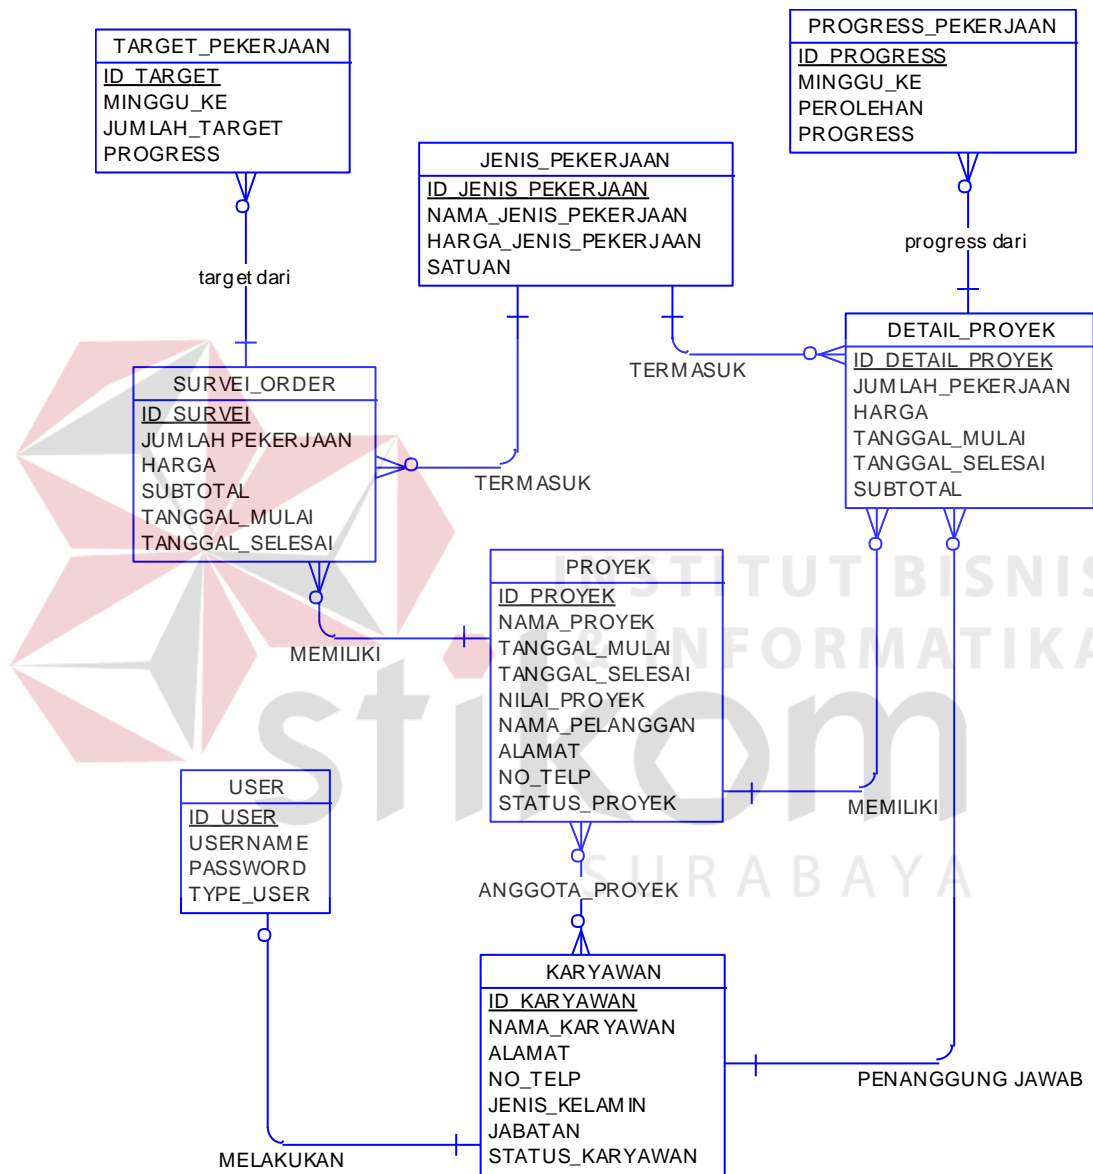 TARGET_PEKERJAAN
ID_TARGET
MINGGU_KE
JUMLAH_TARGET
PROGRESS
PROGRESS_PEKERJAAN
ID_PROGRESS
MINGGU_KE
PEROLEHAN
PROGRESS
JENIS_PEKERJAAN
ID_JENIS_PEKERJAAN
NAMA_JENIS_PEKERJAAN
HARGA_JENIS_PEKERJAAN
SATUAN
target dari
progress dari
TERMASUK
TERMASUK
SURVEI_ORDER
ID_SURVEI
JUMLAH PEKERJAAN
HARGA
SUBTOTAL
TANGGAL_MULAI
TANGGAL_SELESAI
DETAIL_PROYEK
ID_DETAIL_PROYEK
JUMLAH_PEKERJAAN
HARGA
TANGGAL_MULAI
TANGGAL_SELESAI
SUBTOTAL
PROYEK
ID_PROYEK
NAMA_PROYEK
TANGGAL_MULAI
TANGGAL_SELESAI
NILAI_PROYEK
NAMA_PELANGGAN
ALAMAT
NO_TELP
STATUS_PROYEK
MEMILIKI
MEMILIKI
INSTITUT BISNIS
& INFORMATIKA
stikom
SURABAYA
USER
ID_USER
USERNAME
PASSWORD
TYPE_USER
ANGGOTA_PROYEK
KARYAWAN
ID_KARYAWAN
NAMA_KARYAWAN
ALAMAT
NO_TELP
JENIS_KELAMIN
JABATAN
STATUS_KARYAWAN
PENANGGUNG JAWAB
MELAKUKAN